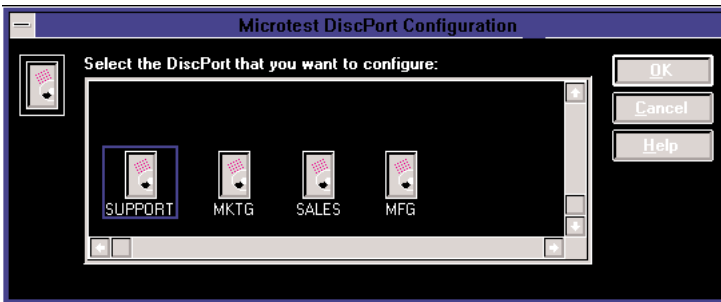 Microtest DiscPort Configuration
Select the DiscPort that you want to configure:
OK
Cancel
Help
SUPPORT
MKTG
SALES
MFG